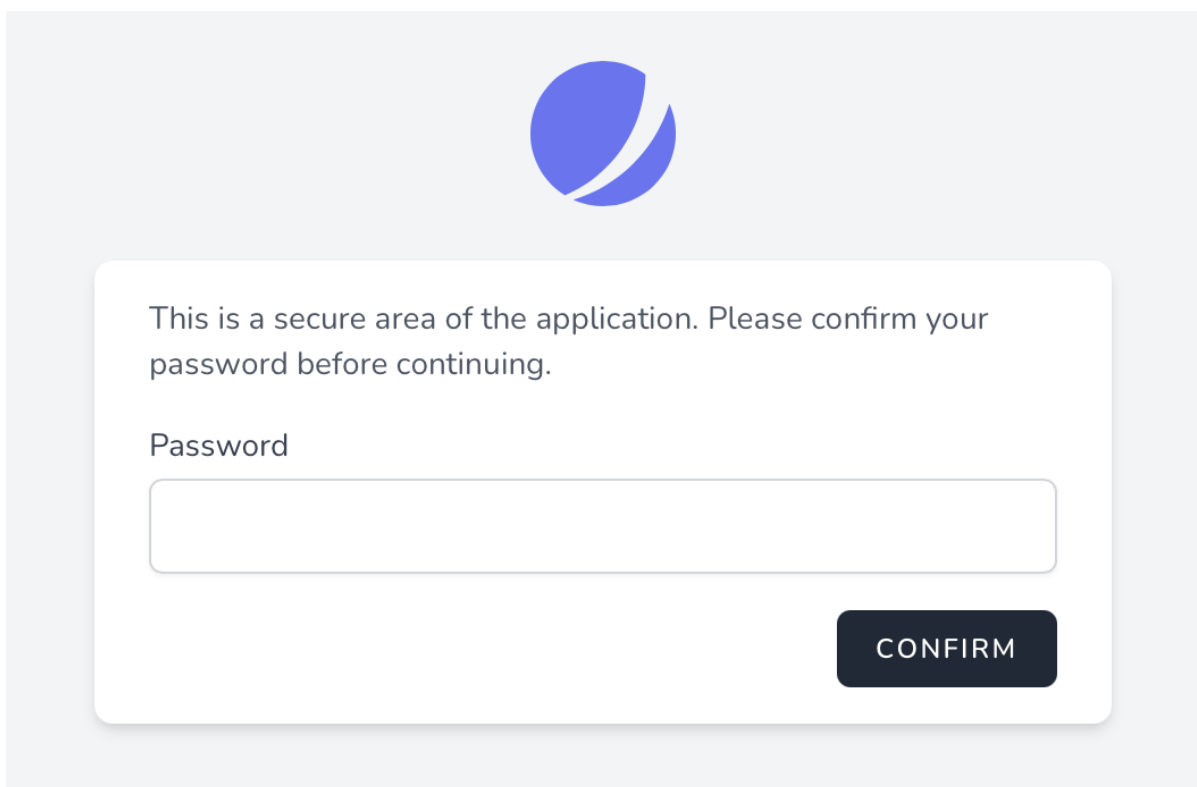 This is a secure area of the application. Please confirm your
password before continuing.
Password
CONFIRM